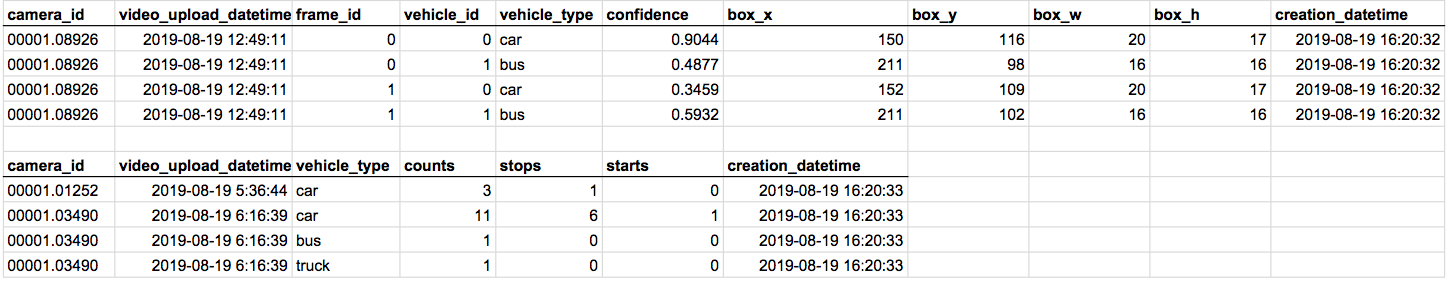 camera_id video_upload_datetime frame_id vehicle_id vehicle_type confidence box_x box_y box_w box_h creation_datetime
00001.08926 2019-08-19 12:49:11 0 0 car 0.9044 150 116 20 17 2019-08-19 16:20:32
00001.08926 2019-08-19 12:49:11 0 1 bus 0.4877 211 98 16 16 2019-08-19 16:20:32
00001.08926 2019-08-19 12:49:11 1 0 car 0.3459 152 109 20 17 2019-08-19 16:20:32
00001.08926 2019-08-19 12:49:11 1 1 bus 0.5932 211 102 16 16 2019-08-19 16:20:32
camera_id video_upload_datetime vehicle_type counts stops starts creation_datetime
00001.01252 2019-08-19 5:36:44 car 3 1 0 2019-08-19 16:20:33
00001.03490 2019-08-19 6:16:39 car 11 6 1 2019-08-19 16:20:33
00001.03490 2019-08-19 6:16:39 bus 1 0 0 2019-08-19 16:20:33
00001.03490 2019-08-19 6:16:39 truck 1 0 0 2019-08-19 16:20:33